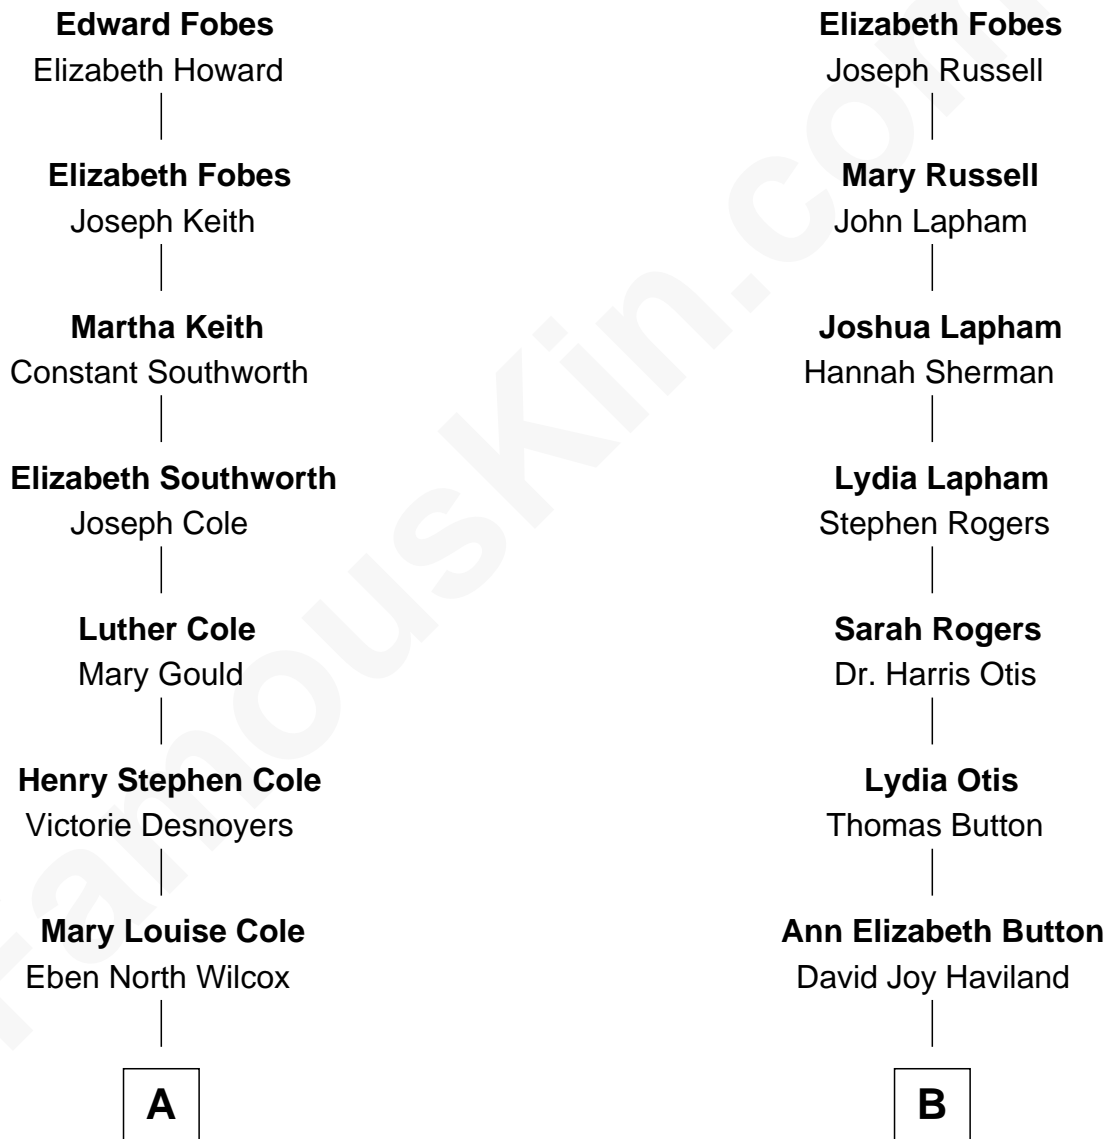 Edward Fobes
Elizabeth Howard
Elizabeth Fobes
Joseph Keith
Martha Keith
Constant Southworth
Elizabeth Southworth
Joseph Cole
Luther Cole
Mary Gould
Henry Stephen Cole
Victorie Desnoyers
Mary Louise Cole
Eben North Wilcox
A
Elizabeth Fobes
Joseph Russell
Mary Russell
John Lapham
Joshua Lapham
Hannah Sherman
Lydia Lapham
Stephen Rogers
Sarah Rogers
Dr. Harris Otis
Lydia Otis
Thomas Button
Ann Elizabeth Button
David Joy Haviland
B
FamousKin.com